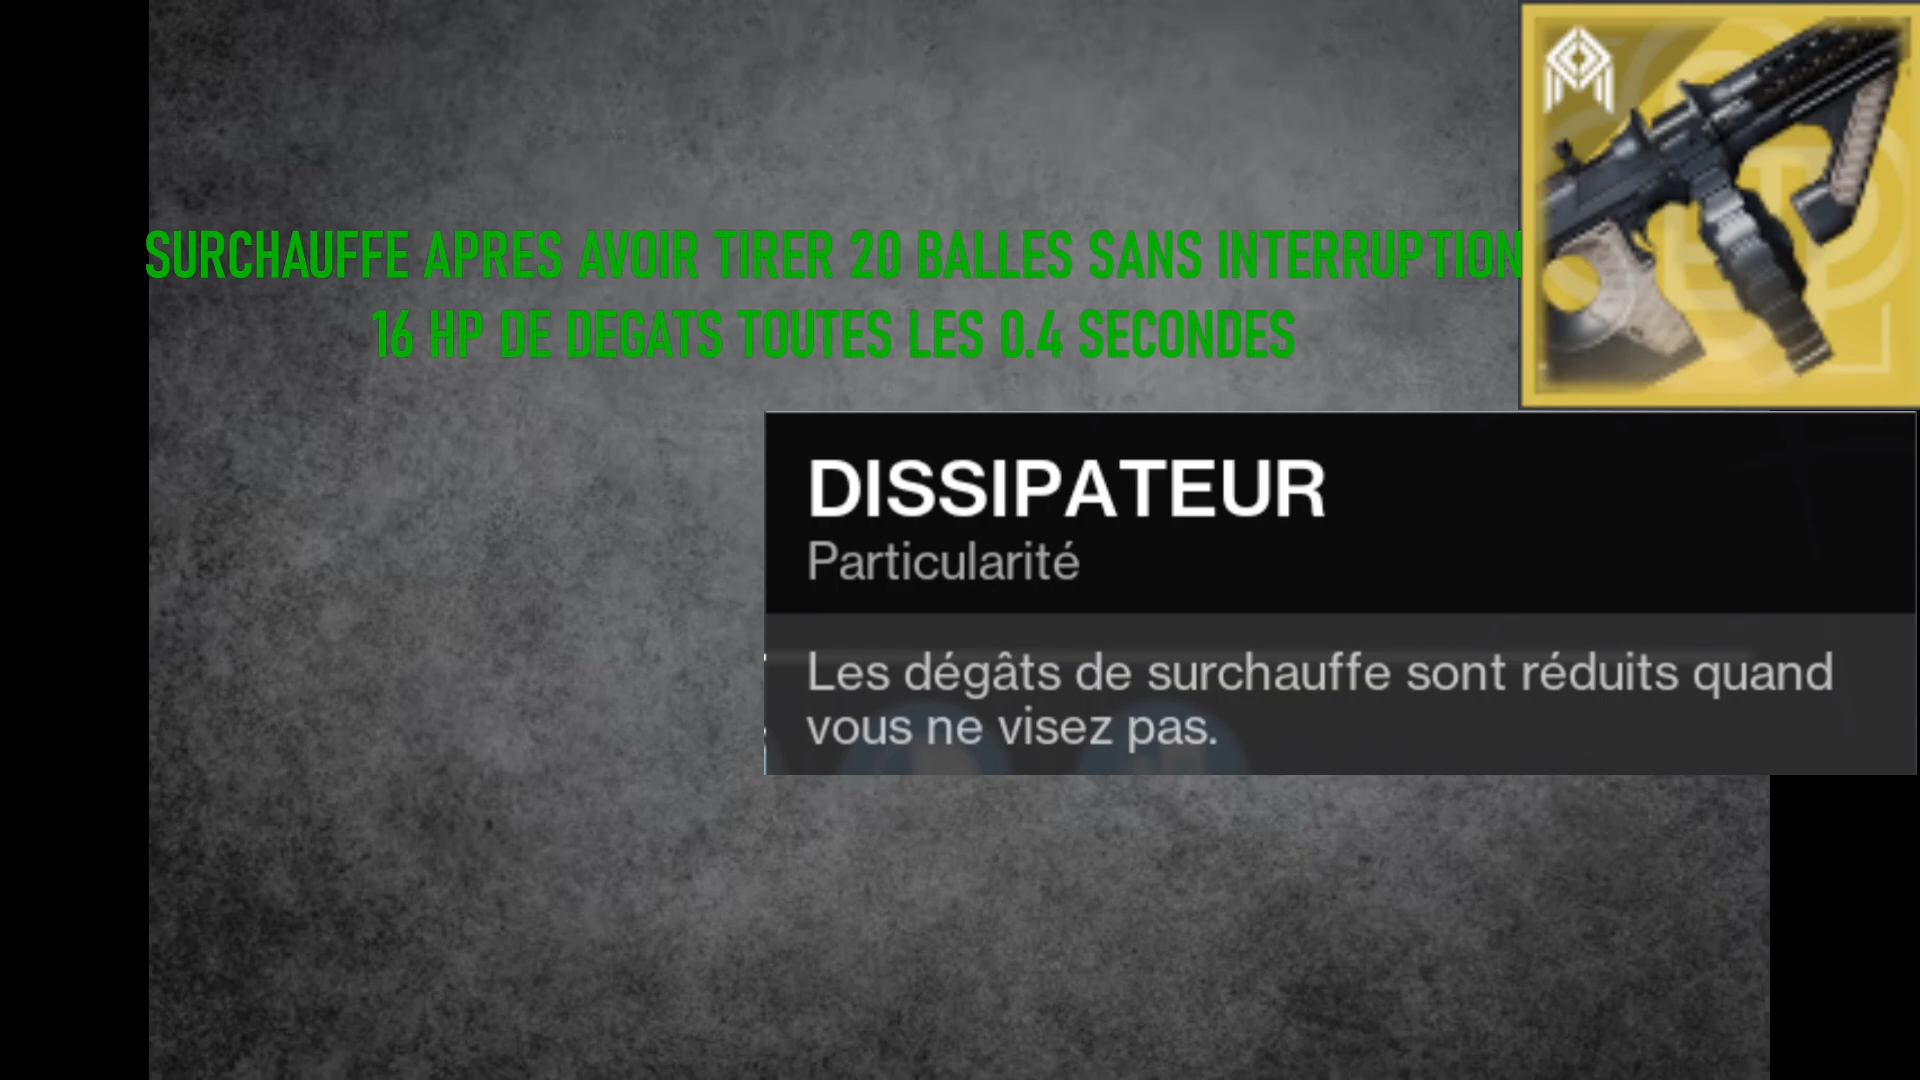 SURCHAUFFE APRES AVOIR TIRER 20 BALLES SANS INTERRUPTION
16 HP DE DEGATS TOUTES LES 0.4 SECONDES
DISSIPATEUR
Particularité
Les dégâts de surchauffe sont réduits quand
vous ne visez pas.